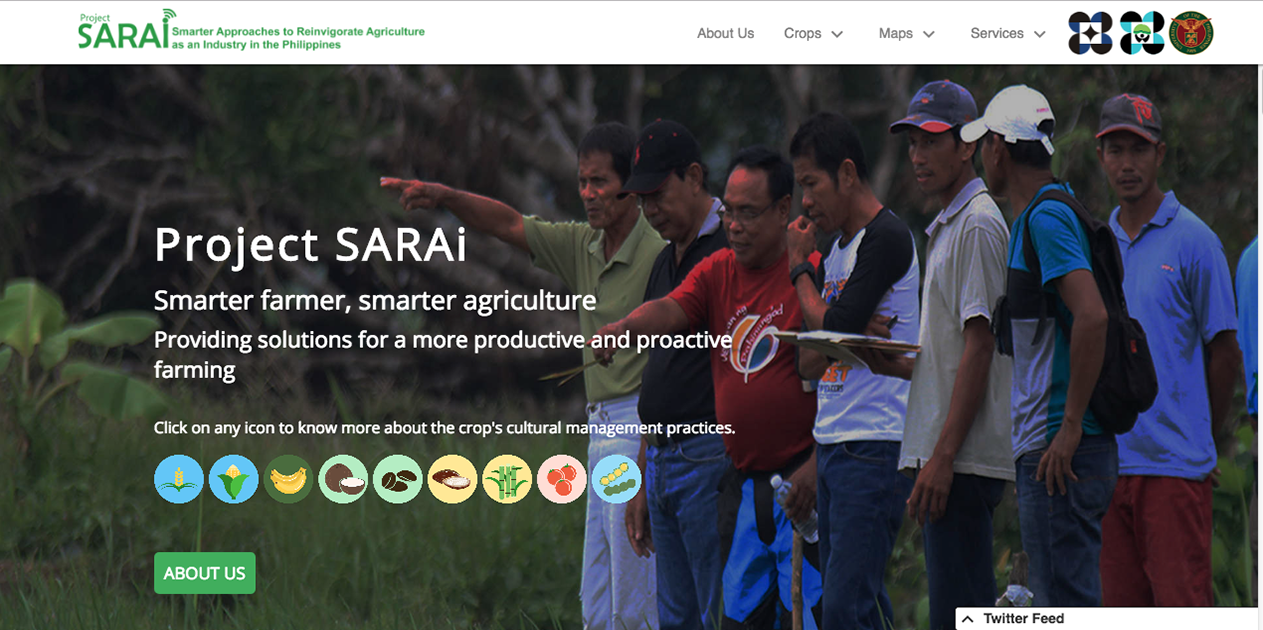 Project
SARAi
Smarter Approaches to Reinvigorate Agriculture
as an Industry in the Philippines
About Us
Crops
Maps
Services
Project SARAi
Smarter farmer, smarter agriculture
Providing solutions for a more productive and proactive
farming
Click on any icon to know more about the crop's cultural management practices.
ABOUT US
Twitter Feed